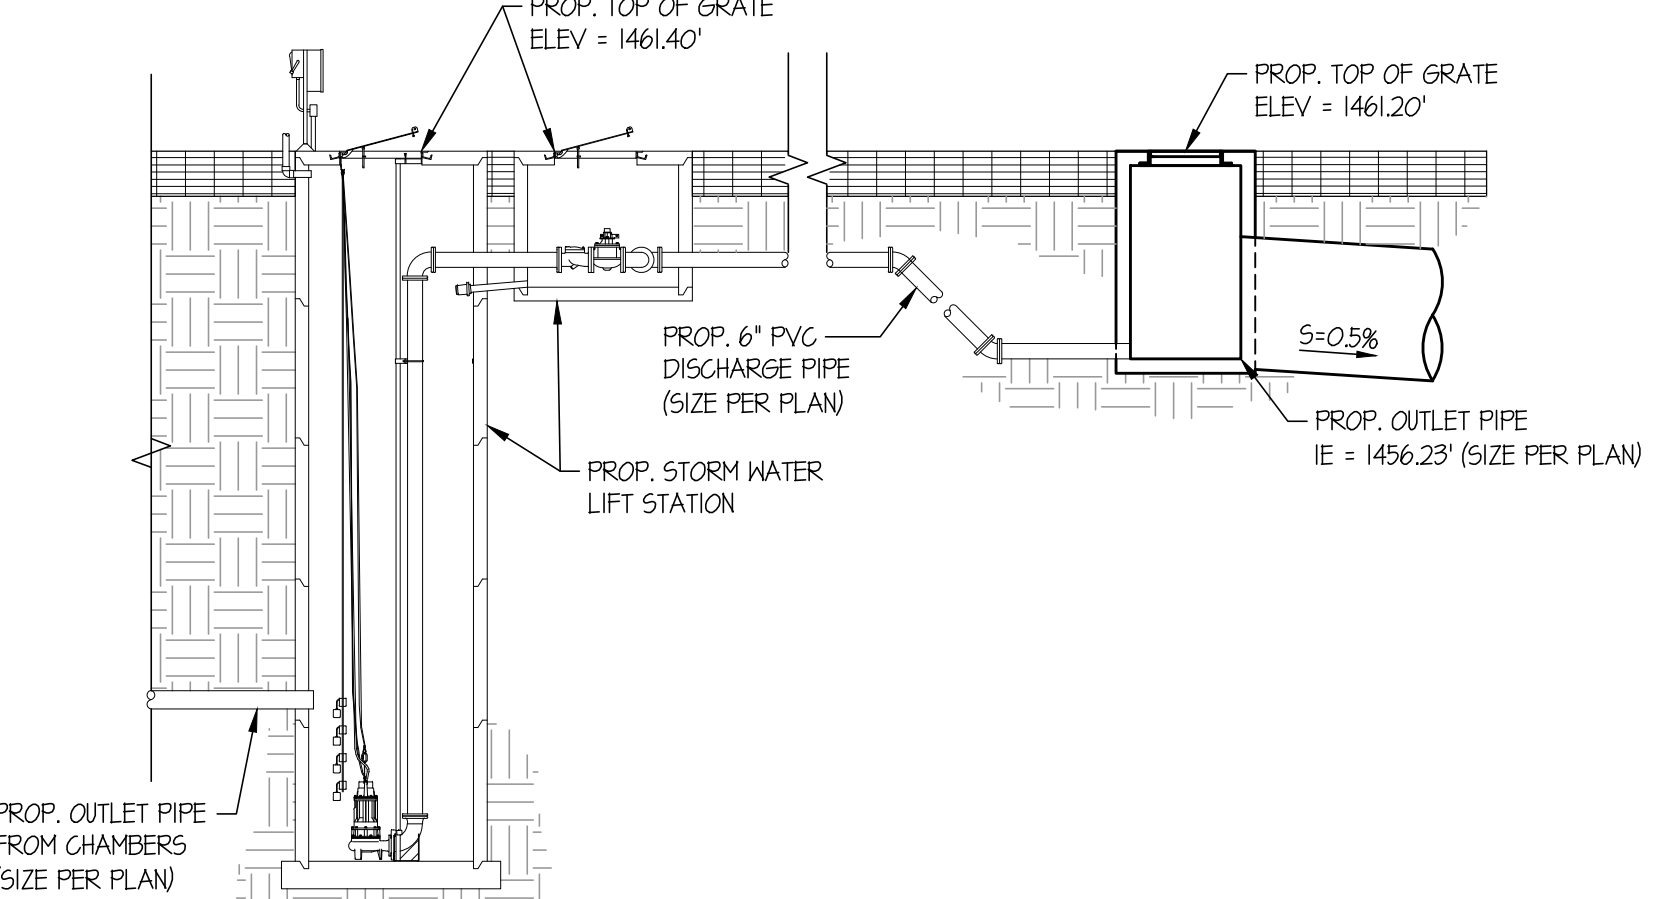 PROP. TOP OF GRATE
ELEV = 1461.40'
PROP. TOP OF GRATE
ELEV = 1461.20'
PROP. 6" PVC
DISCHARGE PIPE
(SIZE PER PLAN)
S=0.5%
PROP. OUTLET PIPE
IE = 1456.23' (SIZE PER PLAN)
PROP. STORM WATER
LIFT STATION
PROP. OUTLET PIPE
FROM CHAMBERS
(SIZE PER PLAN)